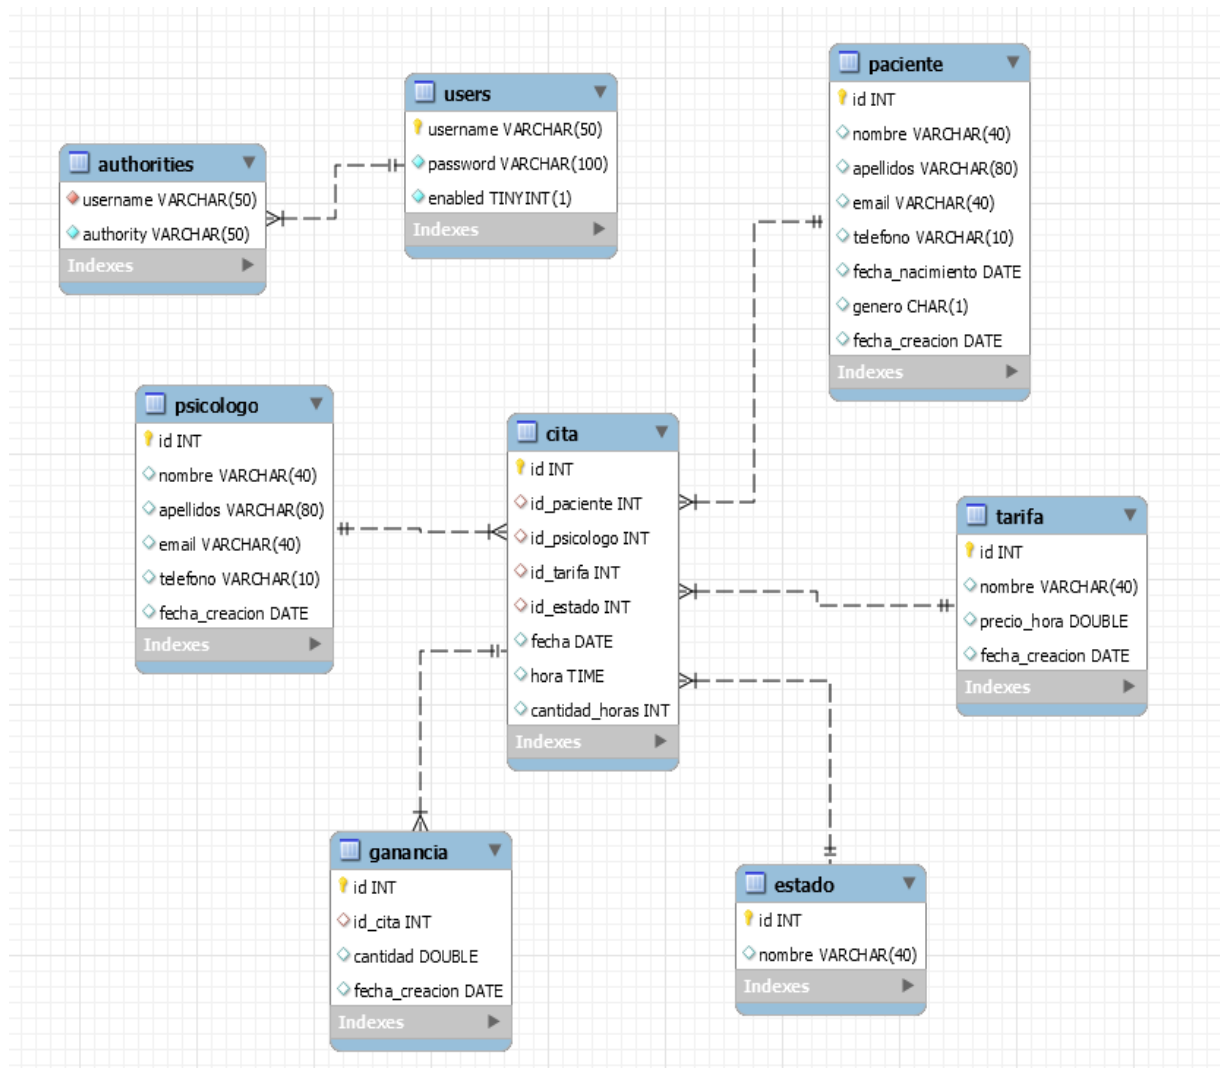 authorities
username VARCHAR(50)
authority VARCHAR(50)
Indexes
users
username VARCHAR(50)
password VARCHAR(100)
enabled TINYINT(1)
Indexes
paciente
id INT
nombre VARCHAR(40)
apellidos VARCHAR(80)
email VARCHAR(40)
telefono VARCHAR(10)
fecha_nacimiento DATE
genero CHAR(1)
fecha_creacion DATE
Indexes
psicologo
id INT
nombre VARCHAR(40)
apellidos VARCHAR(80)
email VARCHAR(40)
telefono VARCHAR(10)
fecha_creacion DATE
Indexes
cita
id INT
id_paciente INT
id_psicologo INT
id_tarifa INT
id_estado INT
fecha DATE
hora TIME
cantidad_horas INT
Indexes
tarifa
id INT
nombre VARCHAR(40)
precio_hora DOUBLE
fecha_creacion DATE
Indexes
ganancia
id INT
id_cita INT
cantidad DOUBLE
fecha_creacion DATE
Indexes
estado
id INT
nombre VARCHAR(40)
Indexes